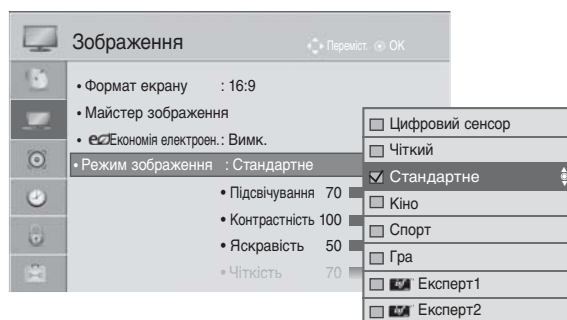 Зображення
Переміст. OK
• Формат екрану : 16:9
• Майстер зображення
• eco Економія електроен.: Вимк.
• Режим зображення : Стандартне
• Підсвічування 70
• Контрастність 100
• Яскравість 50
• Чіткість 70
Цифровий сенсор
Чіткий
Стандартне
Кіно
Спорт
Гра
Експерт1
Експерт2